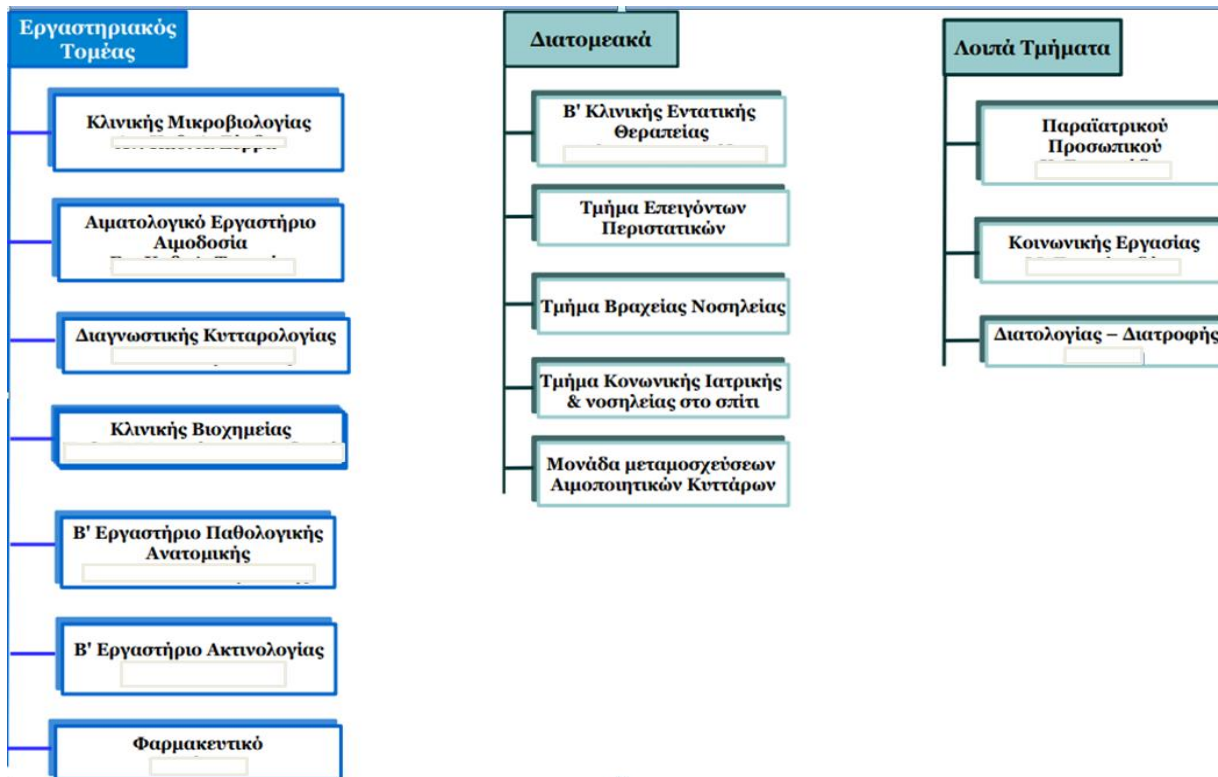 Εργαστηριακός
Τομέας
Κλινικής Μικροβιολογίας
Αιματολογικό Εργαστήριο
Αιμοδοσία
Διαγνωστικής Κυτταρολογίας
Κλινικής Βιοχημείας
Β' Εργαστήριο Παθολογικής
Ανατομικής
Β' Εργαστήριο Ακτινολογίας
Φαρμακευτικό
Διατομεακά
Β' Κλινικής Εντατικής
Θεραπείας
Τμήμα Επειγόντων
Περιστατικών
Τμήμα Βραχείας Νοσηλείας
Τμήμα Κονωνικής Ιατρικής
& νοσηλείας στο σπίτι
Μονάδα μεταμοσχεύσεων
Αιμοποιητικών Κυττάρων
Λοιπά Τμήματα
Παραϊατρικού
Προσωπικού
Κοινωνικής Εργασίας
Διατολογίας – Διατροφής